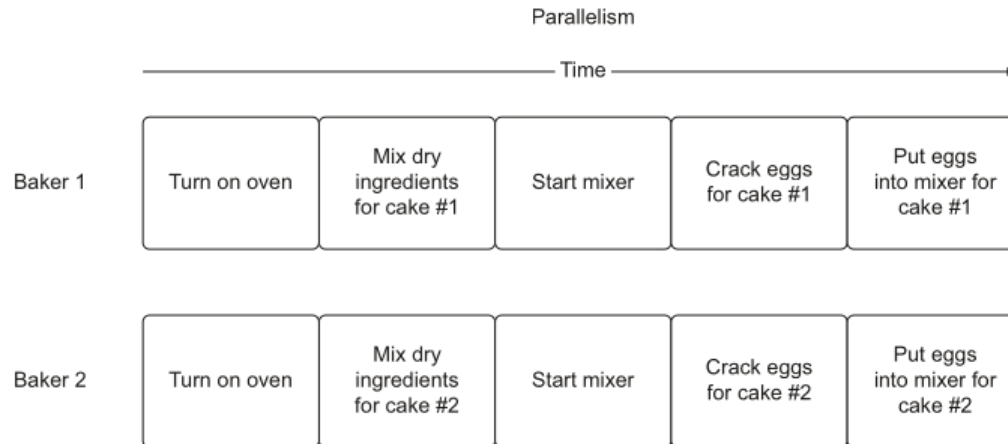 Parallelism
Time
Baker 1
Turn on oven
Mix dry
ingredients
for cake #1
Start mixer
Crack eggs
for cake #1
Put eggs
into mixer for
cake #1
Baker 2
Turn on oven
Mix dry
ingredients
for cake #2
Start mixer
Crack eggs
for cake #2
Put eggs
into mixer for
cake #2